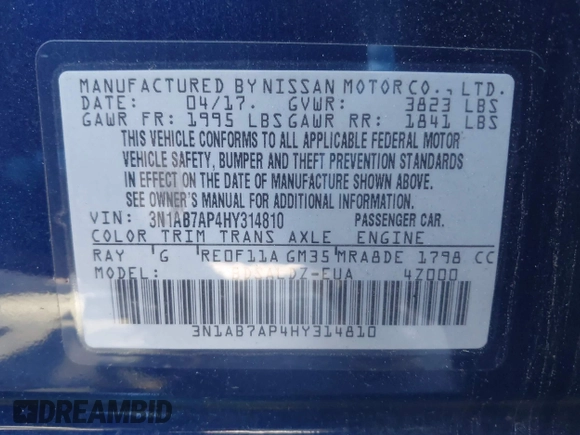 MANUFACTURED BY NISSAN MOTOR CO., LTD.
DATE: 04/17. GVWR: 3823 LBS
GAWR FR: 1995 LBS GAWR RR: 1841 LBS
THIS VEHICLE CONFORMS TO ALL APPLICABLE FEDERAL MOTOR
VEHICLE SAFETY, BUMPER AND THEFT PREVENTION STANDARDS
IN EFFECT ON THE DATE OF MANUFACTURE SHOWN ABOVE.
SEE OWNER'S MANUAL FOR ADDITIONAL INFORMATION.
VIN: 3N1AB7AP4HY314810 PASSENGER CAR.
COLOR TRIM TRANS AXLE ENGINE
RAY G RE0F11A GM35 MRA8DE 1798 CC
MODEL: 4Z000
3N1AB7AP4HY314810
DREAMBID